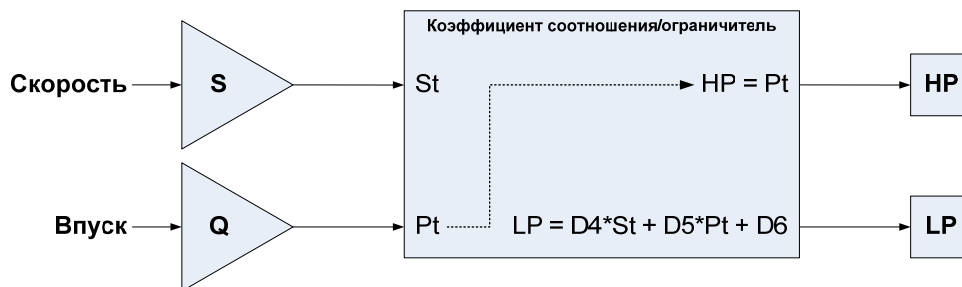 Коэффициент соотношения/ограничитель
Скорость
S
St
HP = Pt
HP
Впуск
Q
Pt
LP = D4*St + D5*Pt + D6
LP